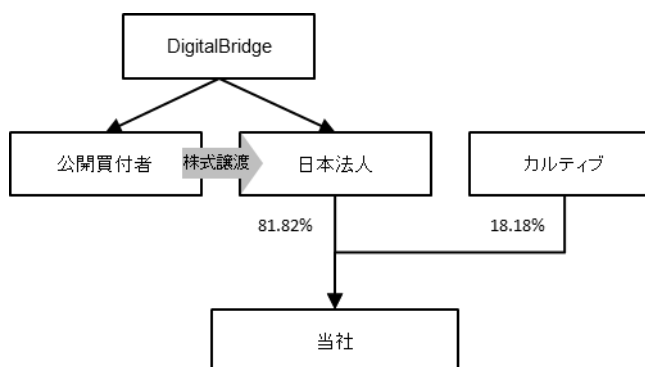 DigitalBridge
公開買付者
株式譲渡
日本法人
カルティブ
81.82%
18.18%
当社